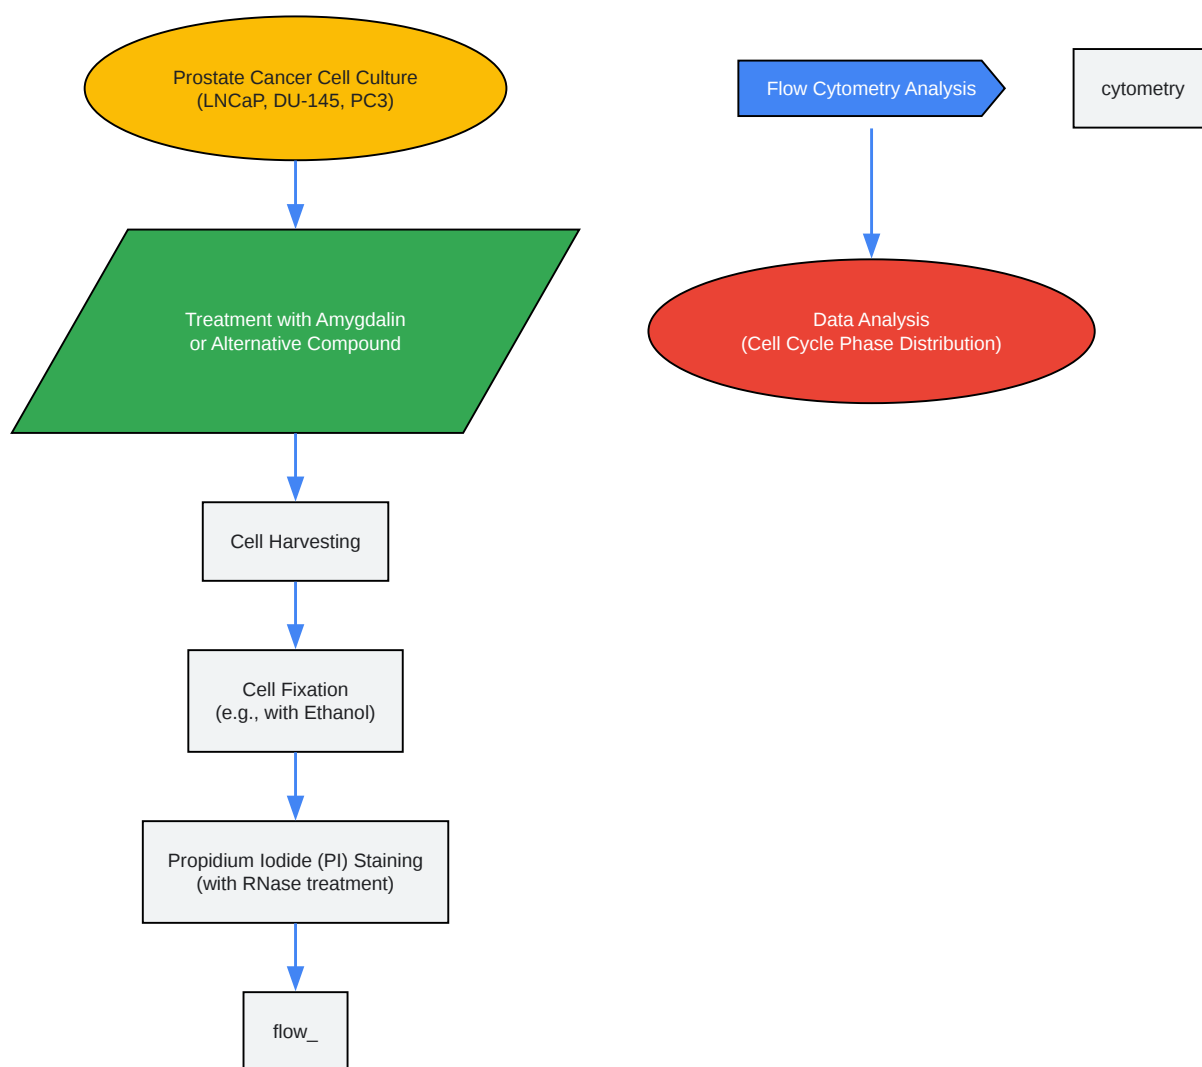 Prostate Cancer Cell Culture
(LNCaP, DU-145, PC3)
Treatment with Amygdalin
or Alternative Compound
Cell Harvesting
Cell Fixation
(e.g., with Ethanol)
Propidium Iodide (PI) Staining
(with RNase treatment)
flow_
Flow Cytometry Analysis
Data Analysis
(Cell Cycle Phase Distribution)
cytometry